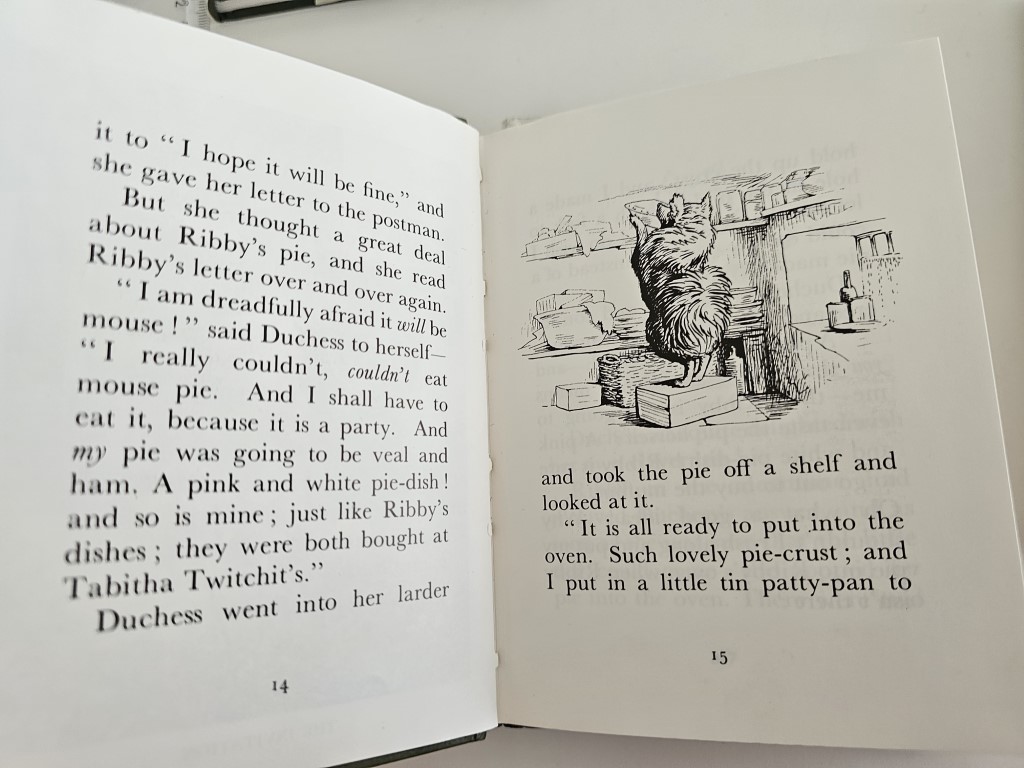 it to “ I hope it will be fine,” and
she gave her letter to the postman.
But she thought a great deal
about Ribby’s pie, and she read
Ribby’s letter over and over again.
“ I am dreadfully afraid it will be
mouse ! ” said Duchess to herself—
“ I really couldn’t, couldn’t eat
mouse pie. And I shall have to
eat it, because it is a party. And
my pie was going to be veal and
ham. A pink and white pie-dish !
and so is mine ; just like Ribby’s
dishes ; they were both bought at
Tabitha Twitchit’s.”
Duchess went into her larder
14
and took the pie off a shelf and
looked at it.
“ It is all ready to put into the
oven. Such lovely pie-crust ; and
I put in a little tin patty-pan to
15